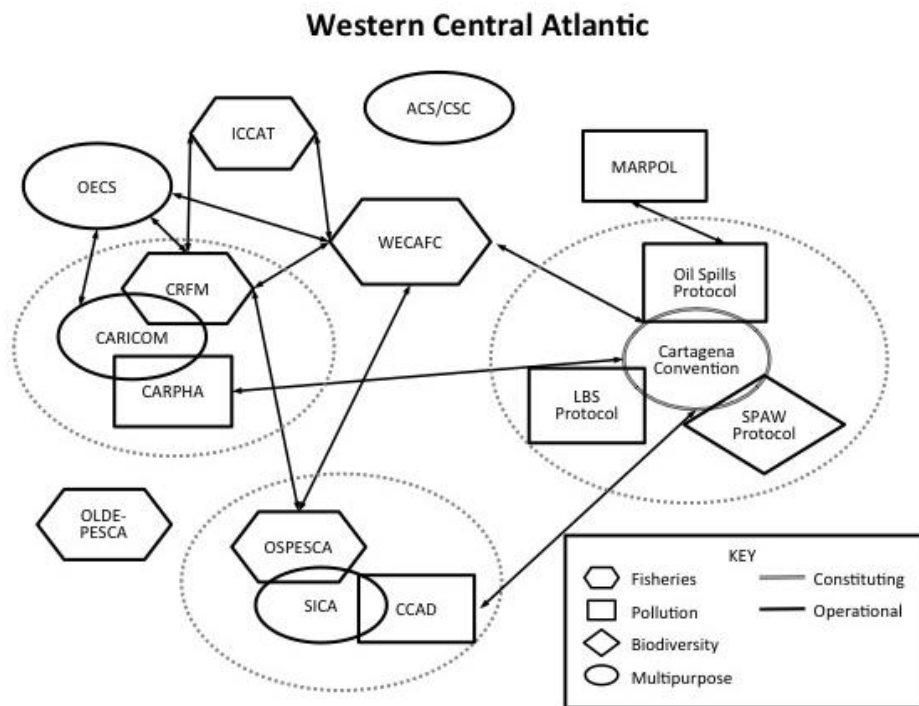 Western Central Atlantic
ACS/CSC
ICCAT
MARPOL
OECS
WECAFC
CRFM
Oil Spills
Protocol
CARICOM
Cartagena
Convention
CARPHA
LBS
Protocol
SPAW
Protocol
OLDE-
PESCA
OSPESCA
SICA
CCAD
KEY
Fisheries
Constituting
Pollution
Operational
Biodiversity
Multipurpose